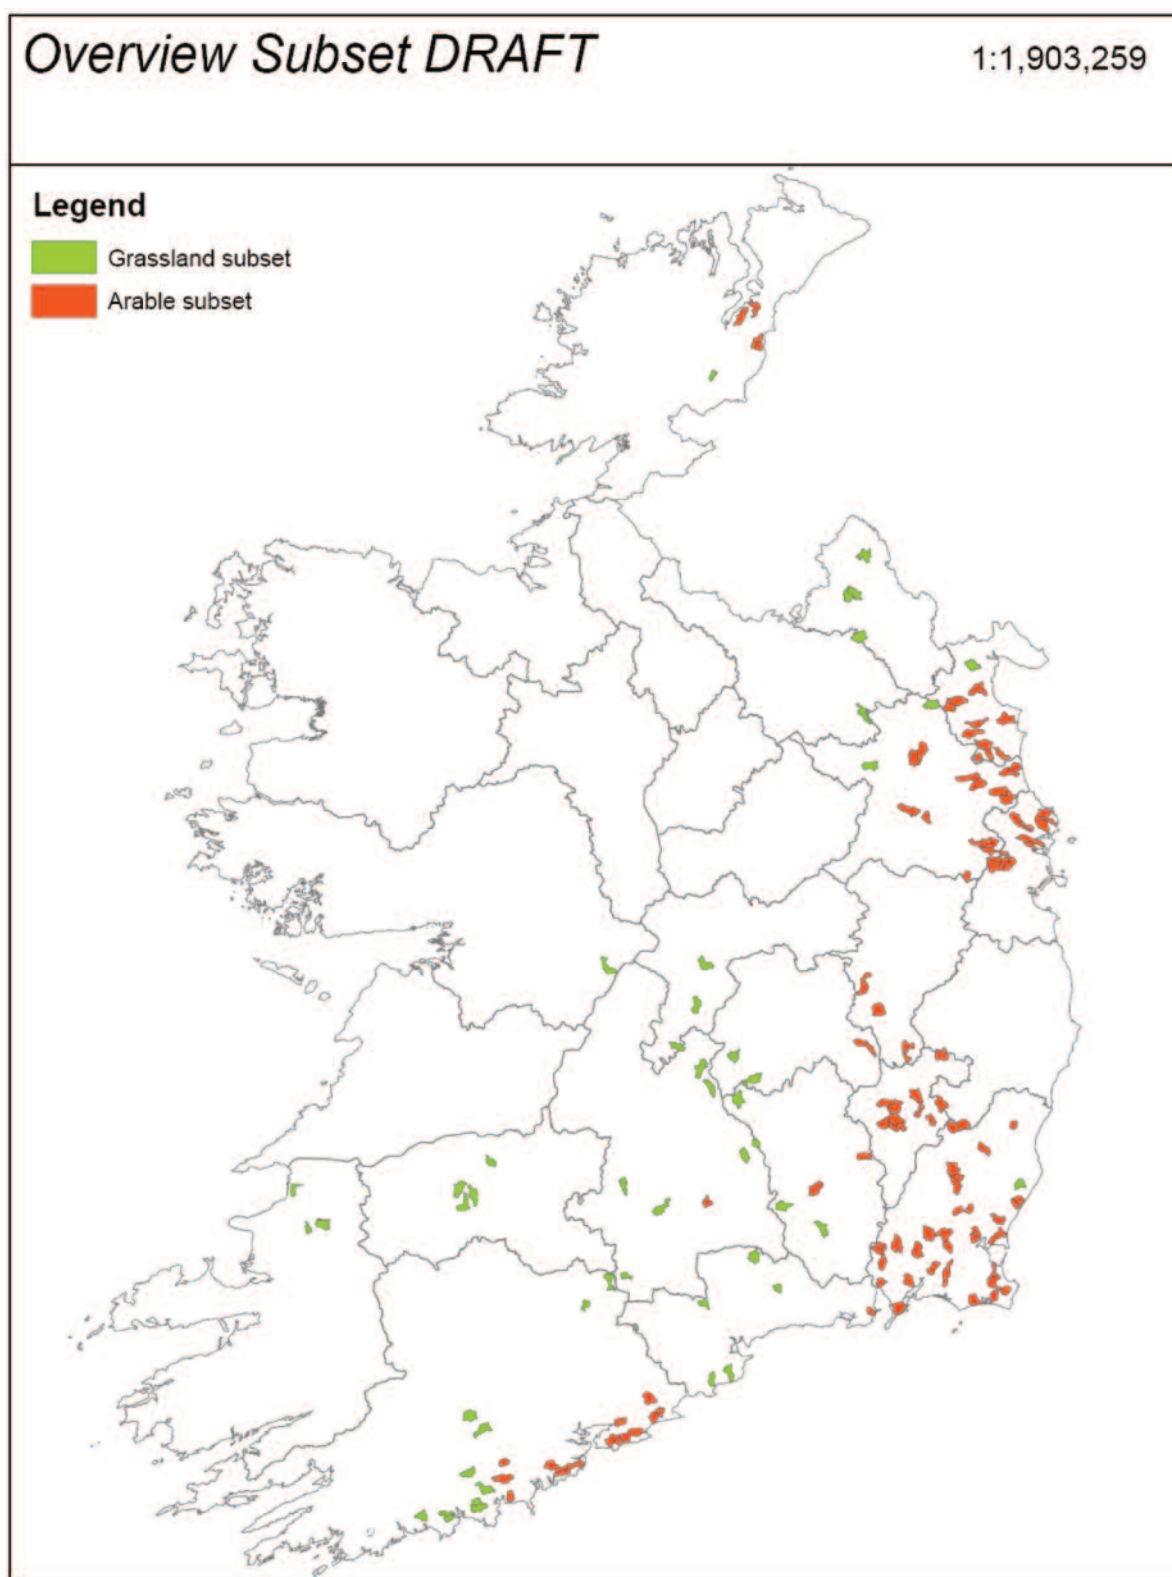 Overview Subset DRAFT
1:1,903,259
Legend
Grassland subset
Arable subset